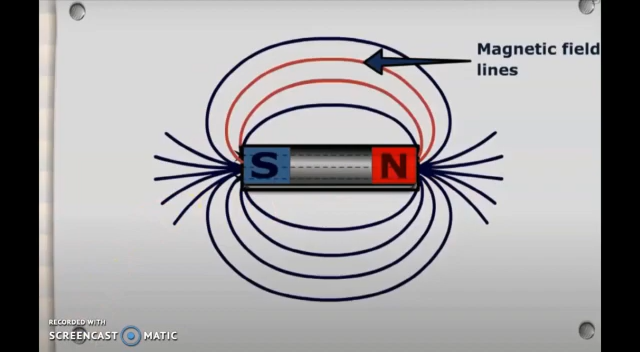 Magnetic field
lines
S N
RECORDED WITH
SCREENCAST MATIC